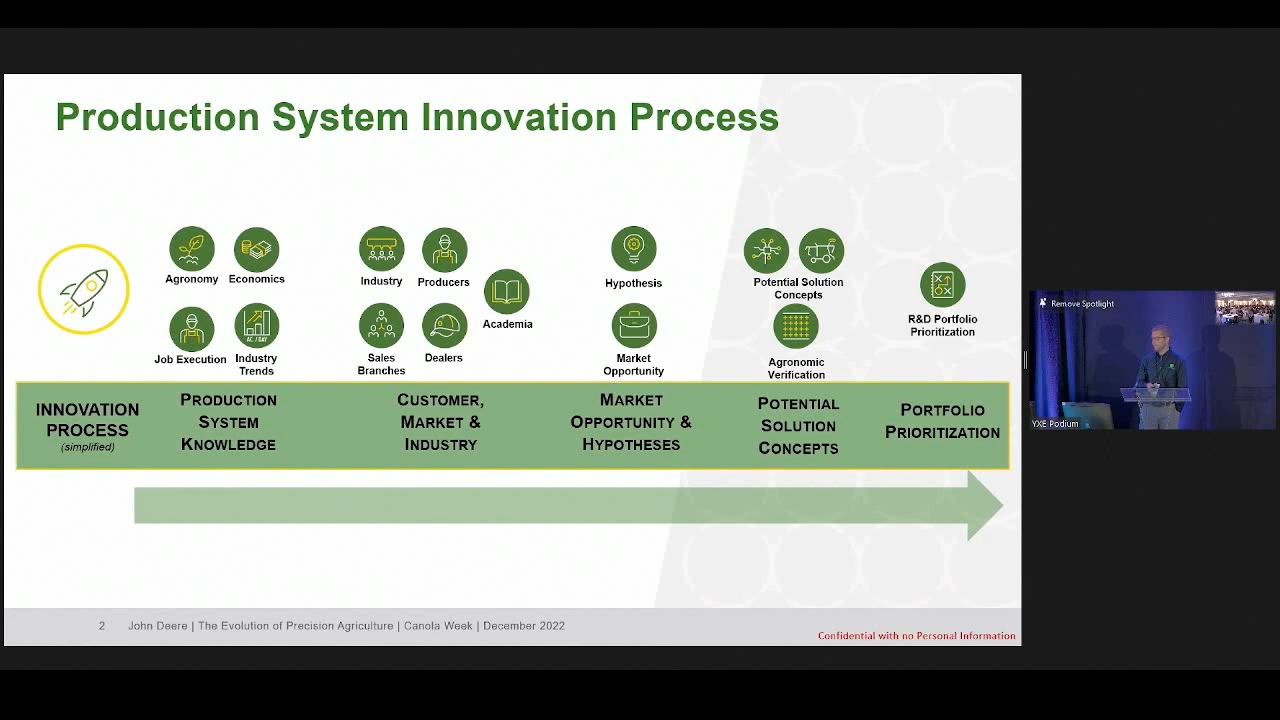 Production System Innovation Process
Agronomy
Economics
Job Execution
AC. / DAY
Industry
Trends
Industry
Producers
Academia
Sales
Branches
Dealers
Hypothesis
Market
Opportunity
Potential Solution
Concepts
Agronomic
Verification
R&D Portfolio
Prioritization
INNOVATION
PROCESS
(simplified)
PRODUCTION
SYSTEM
KNOWLEDGE
CUSTOMER,
MARKET &
INDUSTRY
MARKET
OPPORTUNITY &
HYPOTHESES
POTENTIAL
SOLUTION
CONCEPTS
PORTFOLIO
PRIORITIZATION
2 John Deere | The Evolution of Precision Agriculture | Canola Week | December 2022
Confidential with no Personal Information
Remove Spotlight
YXE Podium